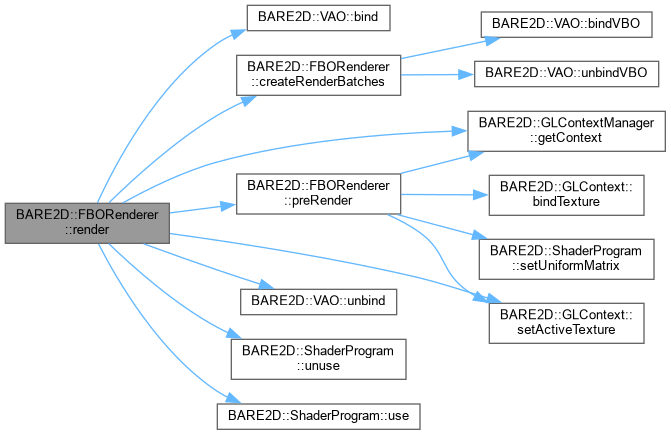 BARE2D::FBORenderer
::render
BARE2D::VAO::bind
BARE2D::FBORenderer
::createRenderBatches
BARE2D::VAO::bindVBO
BARE2D::VAO::unbindVBO
BARE2D::GLContextManager
::getContext
BARE2D::FBORenderer
::preRender
BARE2D::GLContext::
bindTexture
BARE2D::ShaderProgram
::setUniformMatrix
BARE2D::GLContext::
setActiveTexture
BARE2D::VAO::unbind
BARE2D::ShaderProgram
::unuse
BARE2D::ShaderProgram::use